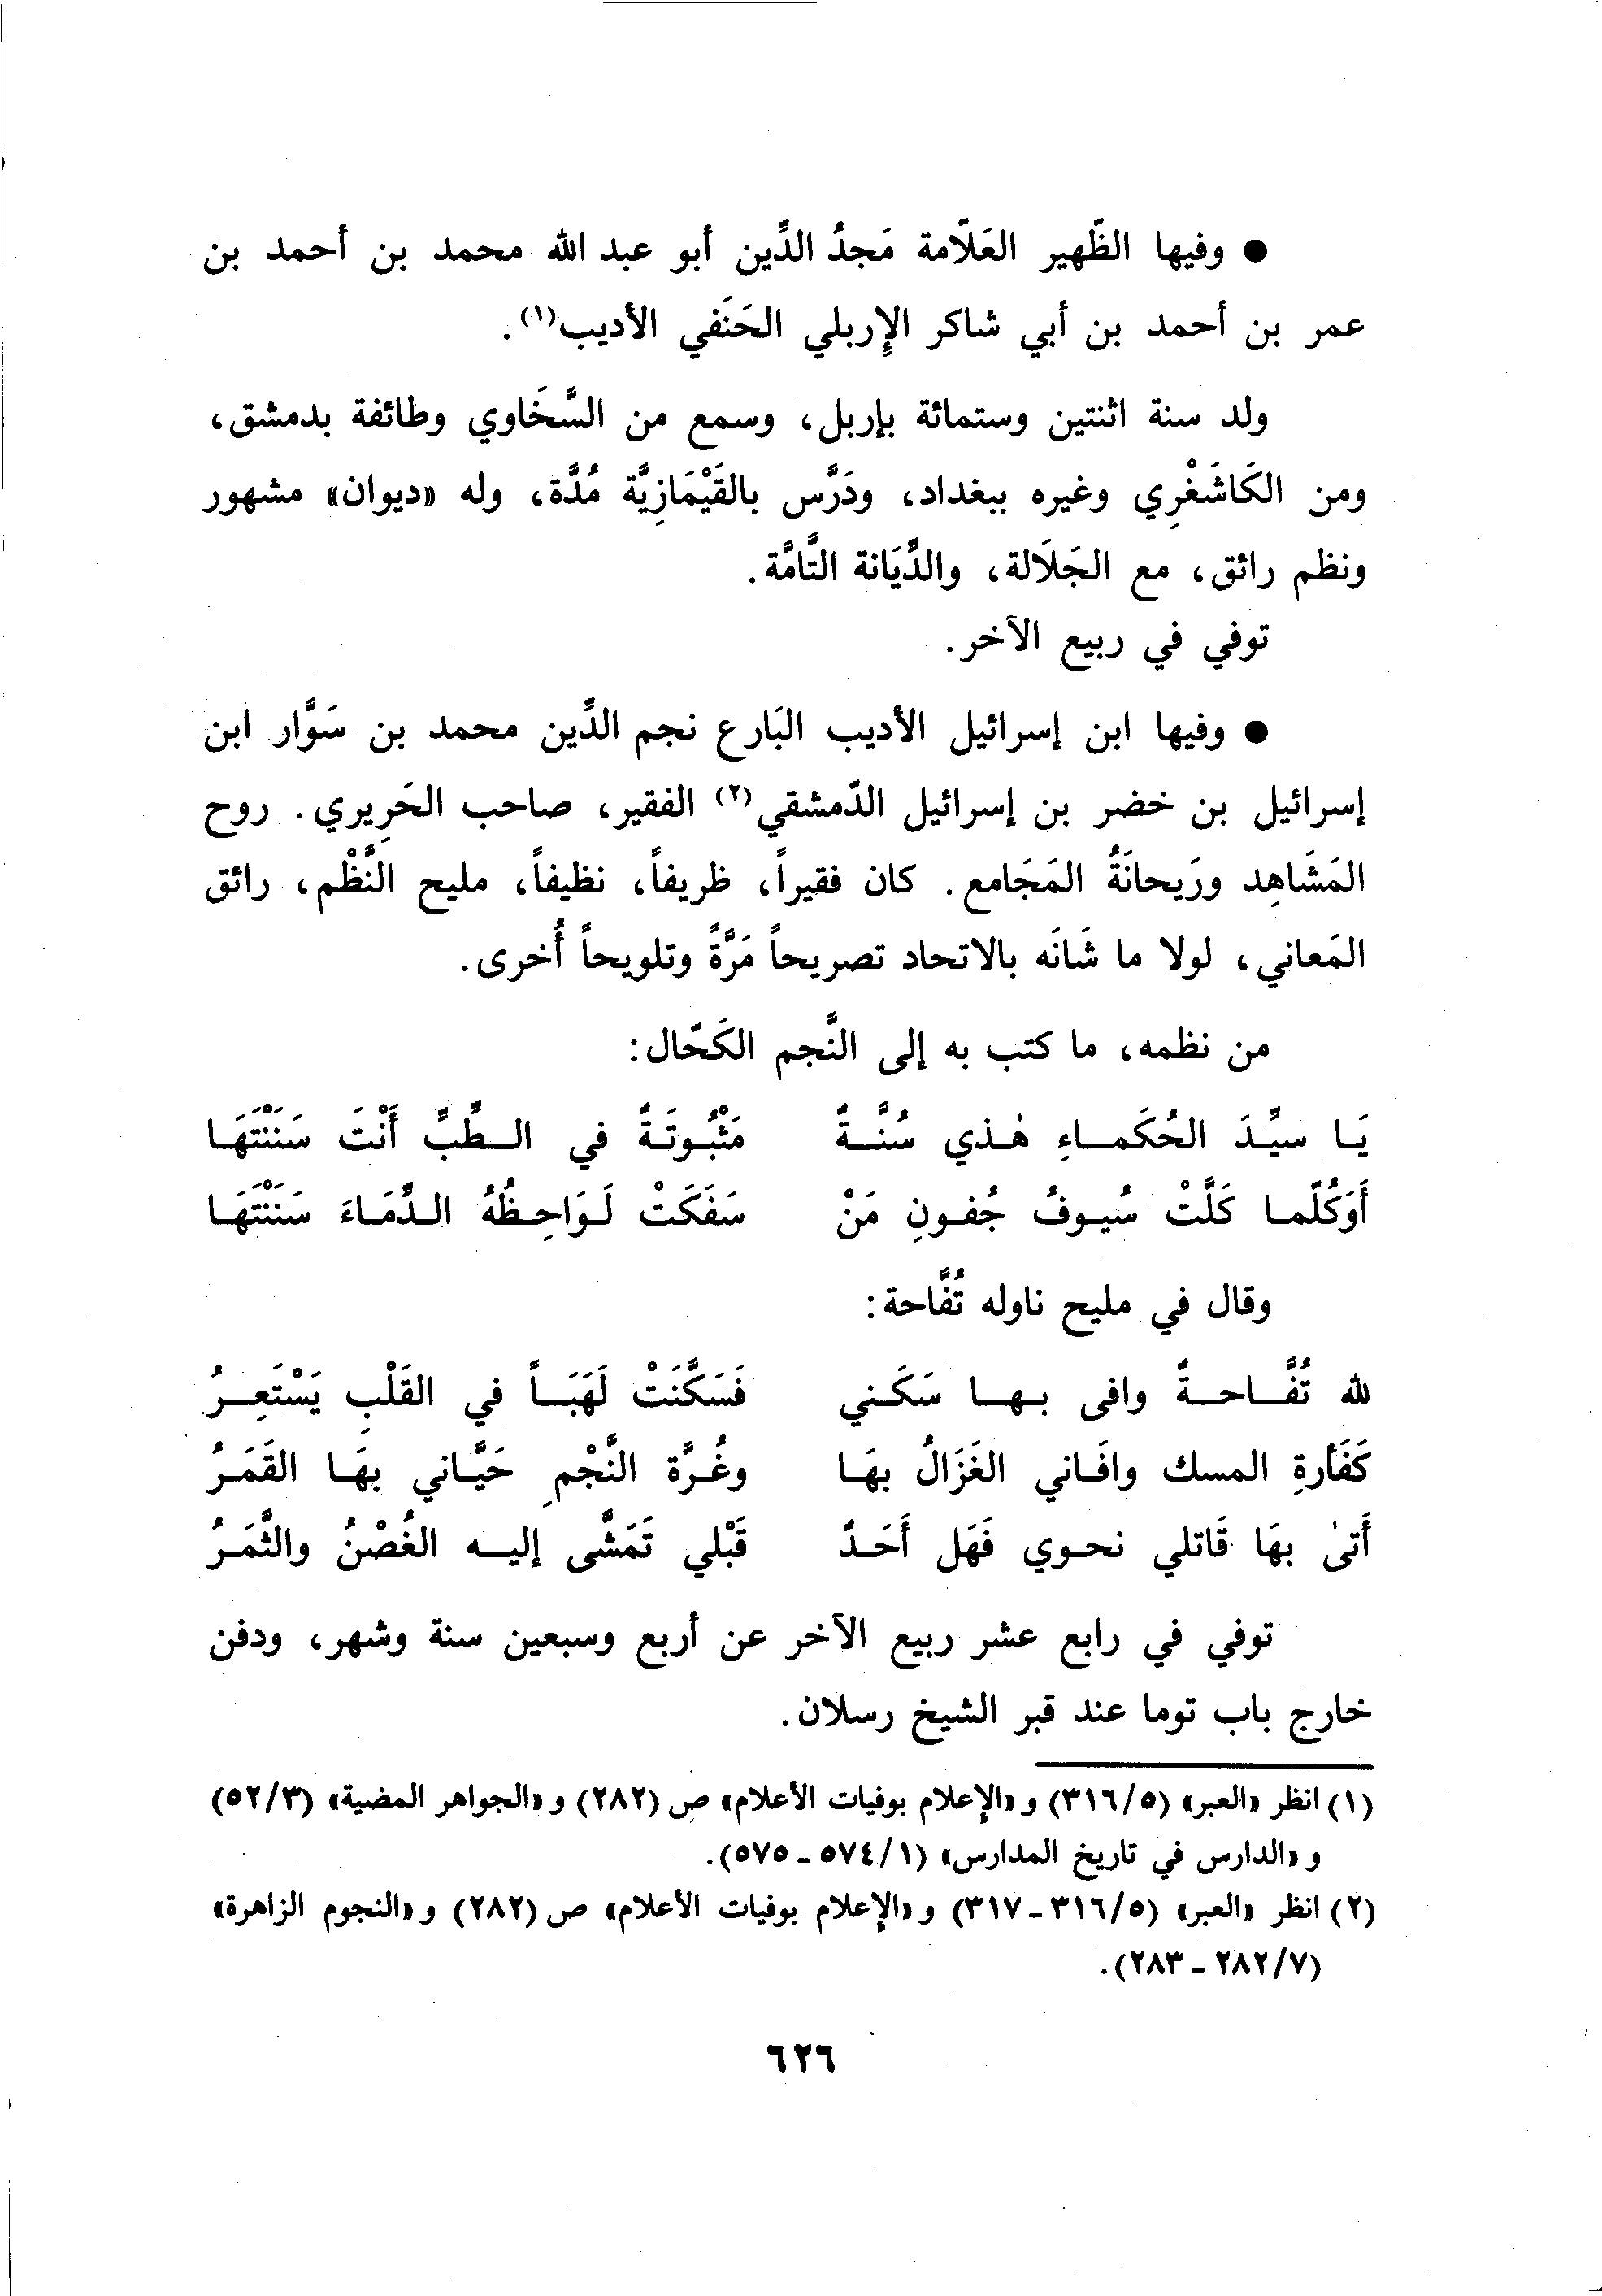 ● وفيها الظَّهير العَلاّمة مَجدُ الدِّين أبو عبد الله محمد بن أحمد بن
عمر بن أحمد بن أبي شاكر الإِربلي الحَنَفي الأديب(١).
ولد سنة اثنتين وستمائة بإربل، وسمع من السَّخَاوي وطائفة بدمشق،
ومن الكَاشَغْرِي وغيره ببغداد، ودَرَّس بالقَيْمَازِيَّة مُدَّة، وله «ديوان» مشهور
ونظم رائق، مع الجَلَالة، والدِّيَانة التَّامَّة.
توفي في ربيع الآخر.
● وفيها ابن إسرائيل الأديب البَارع نجم الدِّين محمد بن سَوَّار ابن
إسرائيل بن خضر بن إسرائيل الدّمشقي(٢) الفقير، صاحب الحَرِيري. روح
المَشَاهِد ورَيحانَةُ المَجَامع. كان فقيراً، ظريفاً، نظيفاً، مليح النَّظْم، رائق
المَعاني، لولا ما شَانَه بالاتحاد تصريحاً مَرَّةً وتلويحاً أُخرى.
من نظمه، ما كتب به إلى النَّجم الكَحّال:
يَا سيِّدَ الحُكَماءِ هٰذي سُنَّةٌ مَثْبُوتَةٌ في الطِّبِّ أَنْتَ سَنَنْتَهَا
أَوَكُلّما كَلَّتْ سُيوفُ جُفونِ مَنْ سَفَكَتْ لَوَاحِظُهُ الدِّمَاءَ سَنَنْتَهَا
وقال في مليح ناوله تُفَّاحة:
لله تُفَّاحةٌ وافى بها سَكَني فَسَكَّنَتْ لَهَبَاً في القَلْبِ يَسْتَعِرُ
كَفَأرةِ المسك وافَاني الغَزَالُ بهَا وغُرَّة النَّجْمِ حَيَّاني بهَا القَمَرُ
أَتىٰ بهَا قَاتلي نحوي فَهَل أَحَدٌ قَبْلي تَمَشَّى إليه الغُصْنُ والثَّمَرُ
توفي في رابع عشر ربيع الآخر عن أربع وسبعين سنة وشهر، ودفن
خارج باب توما عند قبر الشيخ رسلان.
(١) انظر «العبر» (٣١٦/٥) و «الإعلام بوفيات الأعلام» ص (٢٨٢) و «الجواهر المضية» (٥٢/٣)
و «الدارس في تاريخ المدارس» (٥٧٤/١ - ٥٧٥).
(٢) انظر «العبر» (٣١٦/٥ - ٣١٧) و «الإعلام بوفيات الأعلام» ص (٢٨٢) و «النجوم الزاهرة»
(٢٨٢/٧ - ٢٨٣).
٦٢٦